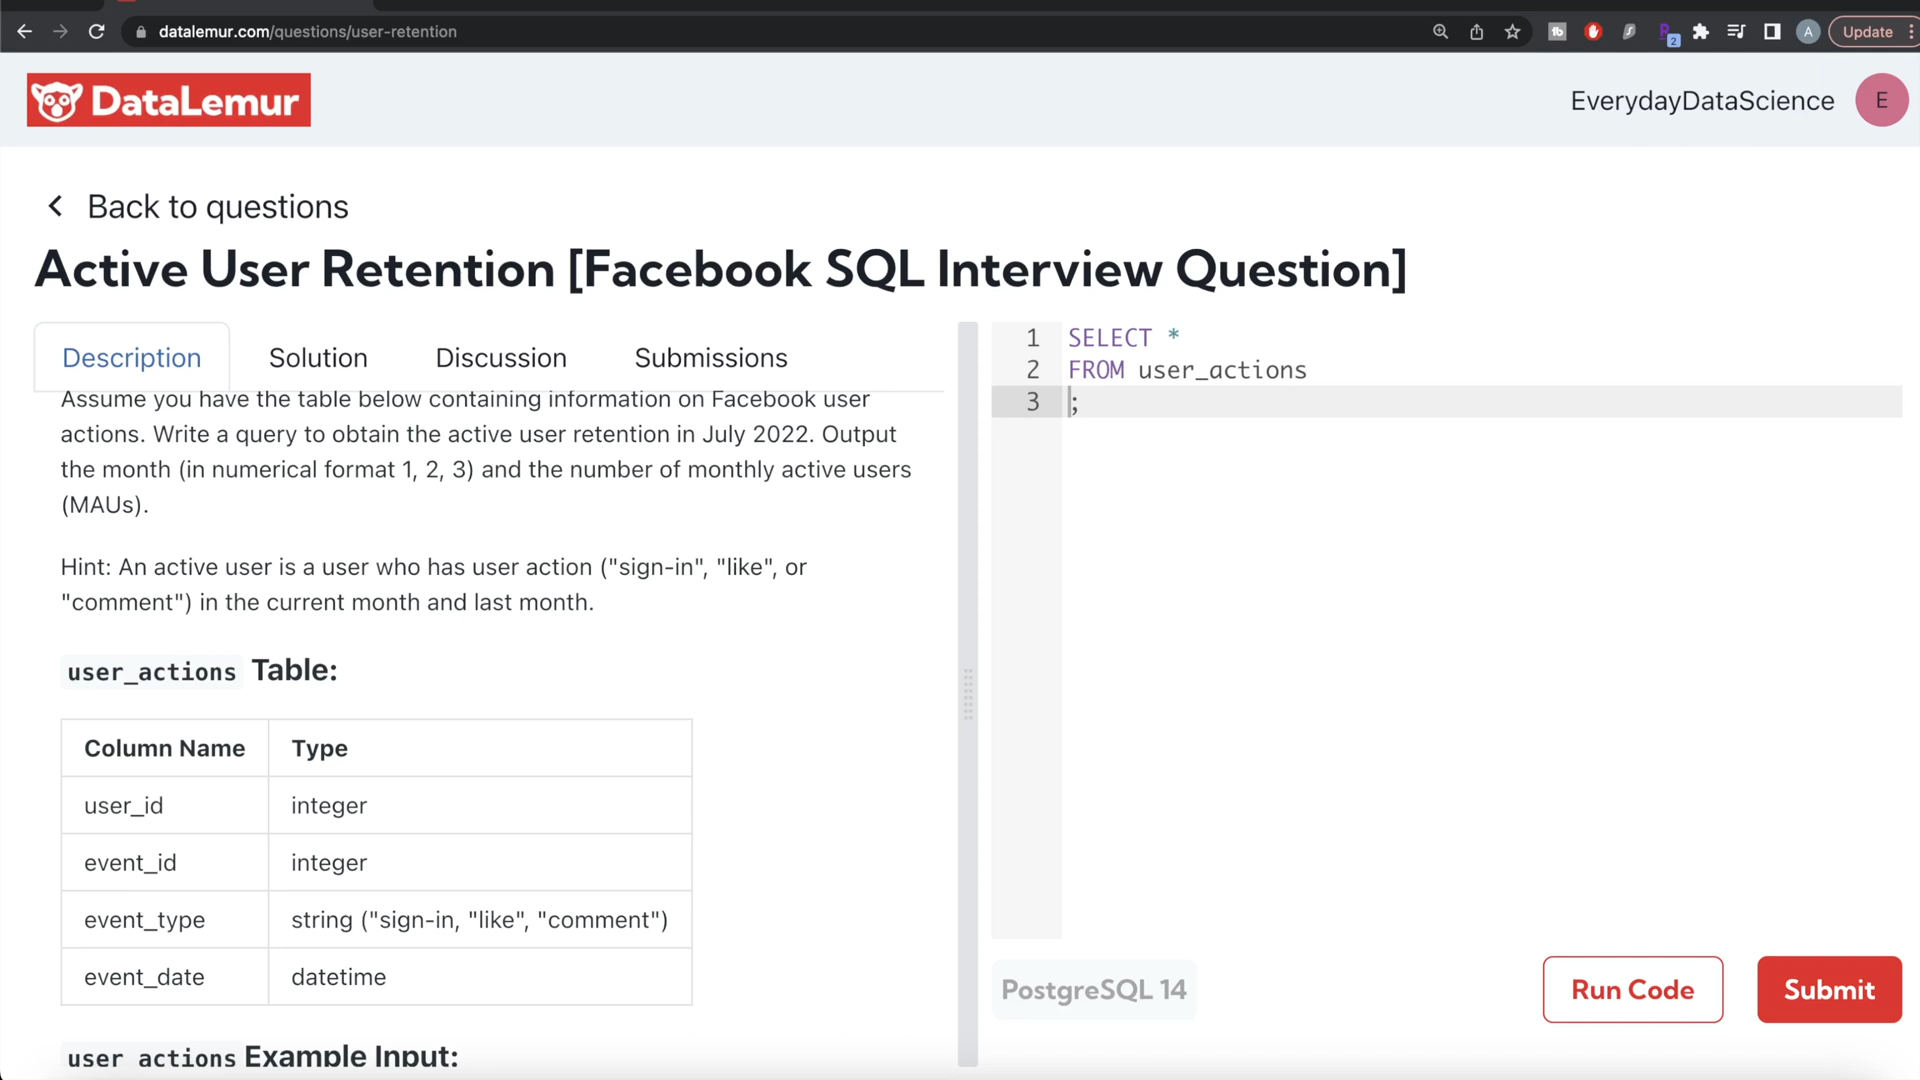 datalemur.com/questions/user-retention
2
A
Update
DataLemur
EverydayDataScience
E
Back to questions
Active User Retention [Facebook SQL Interview Question]
Description
Solution
Discussion
Submissions
Assume you have the table below containing information on Facebook user
actions. Write a query to obtain the active user retention in July 2022. Output
the month (in numerical format 1, 2, 3) and the number of monthly active users
(MAUs).
Hint: An active user is a user who has user action ("sign-in", "like", or
"comment") in the current month and last month.
user_actions Table:
Column Name Type
user_id integer
event_id integer
event_type string ("sign-in, "like", "comment")
event_date datetime
user_actions Example Input:
1 SELECT *
2 FROM user_actions
3 ;
PostgreSQL 14
Run Code
Submit